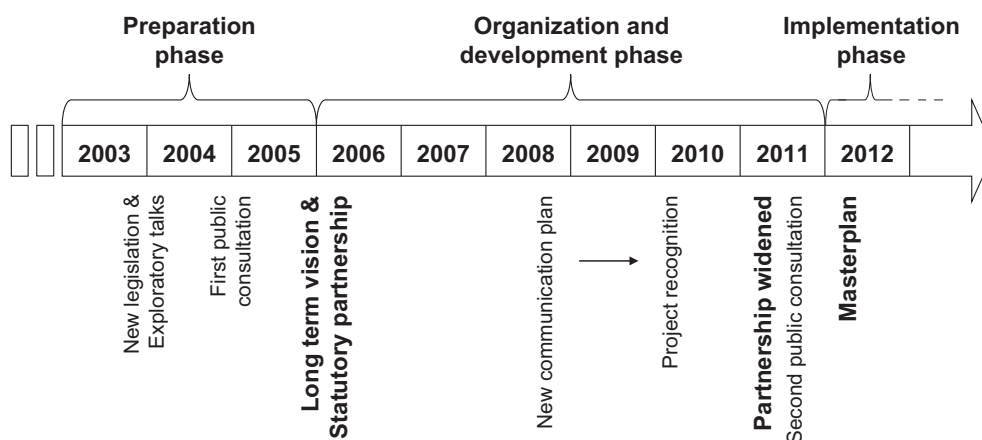 Preparation
phase
Organization and
development phase
Implementation
phase
2003 2004 2005 2006 2007 2008 2009 2010 2011 2012
New legislation &
Exploratory talks
First public
consultation
Long term vision &
Statutory partnership
New communication plan
Project recognition
Partnership widened
Second public consultation
Masterplan